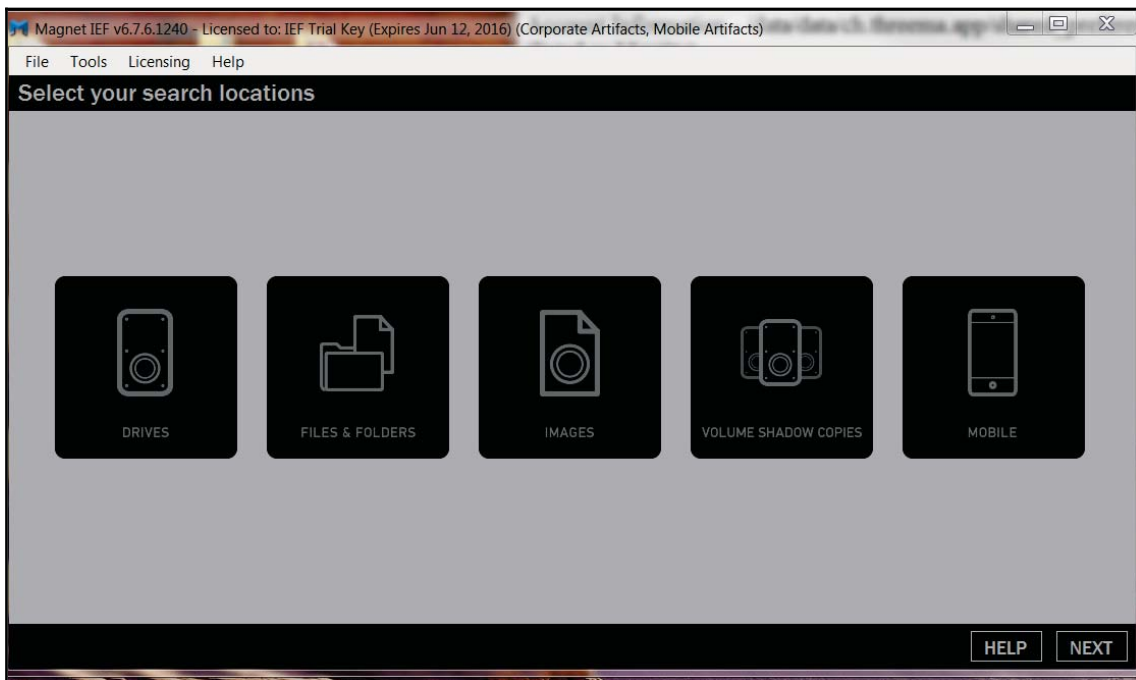 Magnet IEF v6.7.6.1240 - Licensed to: IEF Trial Key (Expires Jun 12, 2016) (Corporate Artifacts, Mobile Artifacts)
File Tools Licensing Help
Select your search locations
DRIVES FILES & FOLDERS IMAGES VOLUME SHADOW COPIES MOBILE
HELP NEXT